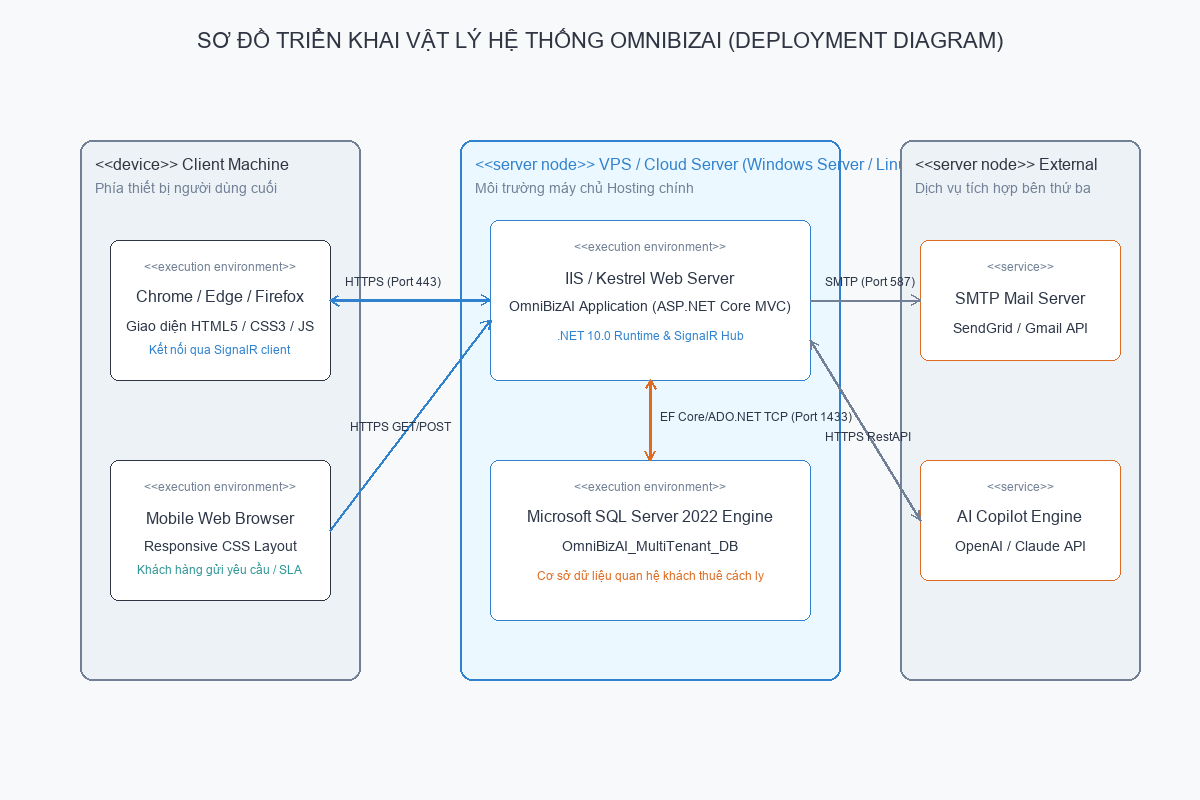 SƠ ĐỒ TRIỂN KHAI VẬT LÝ HỆ THỐNG OMNIBIZAI (DEPLOYMENT DIAGRAM)
<<device>> Client Machine
Phía thiết bị người dùng cuối
<<execution environment>>
Chrome / Edge / Firefox
Giao diện HTML5 / CSS3 / JS
Kết nối qua SignalR client
<<execution environment>>
Mobile Web Browser
Responsive CSS Layout
Khách hàng gửi yêu cầu / SLA
HTTPS (Port 443)
HTTPS GET/POST
<<server node>> VPS / Cloud Server (Windows Server / Linu
Môi trường máy chủ Hosting chính
<<execution environment>>
IIS / Kestrel Web Server
OmniBizAI Application (ASP.NET Core MVC)
.NET 10.0 Runtime & SignalR Hub
EF Core/ADO.NET TCP (Port 1433)
<<execution environment>>
Microsoft SQL Server 2022 Engine
OmniBizAI_MultiTenant_DB
Cơ sở dữ liệu quan hệ khách thuê cách ly
SMTP (Port 587)
HTTPS RestAPI
<<server node>> External
Dịch vụ tích hợp bên thứ ba
<<service>>
SMTP Mail Server
SendGrid / Gmail API
<<service>>
AI Copilot Engine
OpenAI / Claude API